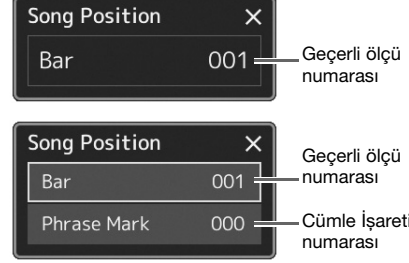 Song Position ×
Bar 001
Geçerli ölçü
numarası
Song Position ×
Bar 001
Geçerli ölçü
numarası
Phrase Mark 000
Cümle İşareti
numarası